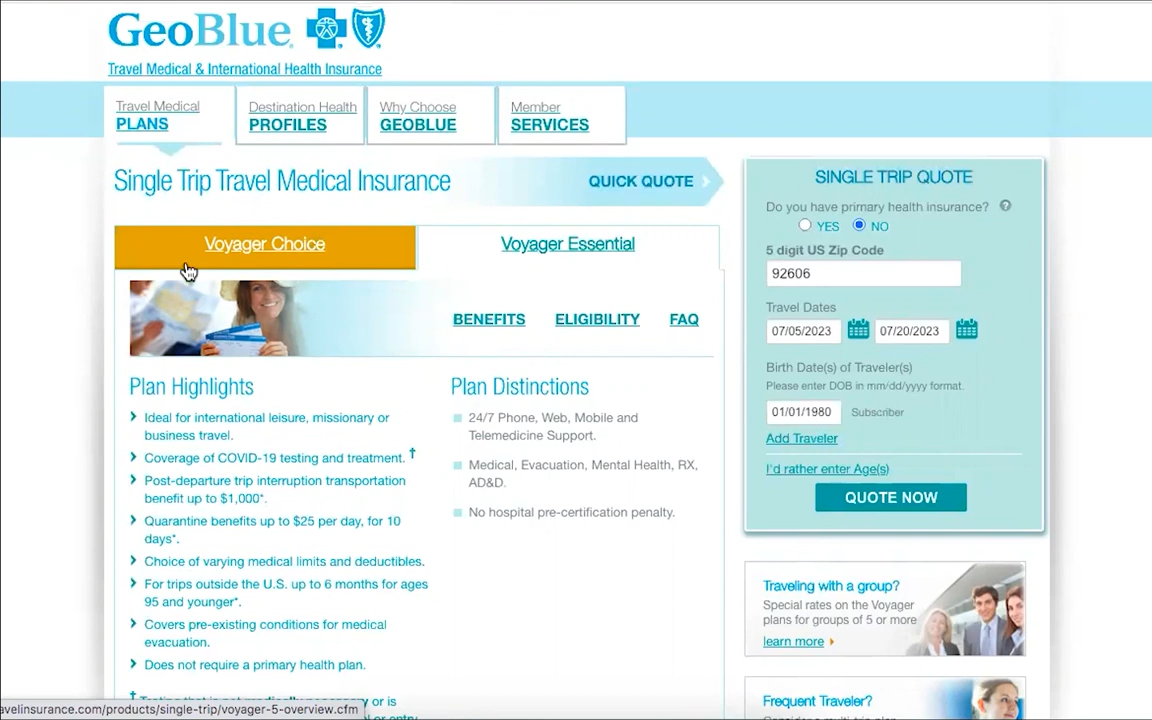 GeoBlue
Travel Medical & International Health Insurance
Travel Medical
PLANS
Destination Health
PROFILES
Why Choose
GEOBLUE
Member
SERVICES
Single Trip Travel Medical Insurance
QUICK QUOTE
Voyager Choice
Voyager Essential
BENEFITS
ELIGIBILITY
FAQ
Plan Highlights
Ideal for international leisure, missionary or
business travel.
Coverage of COVID-19 testing and treatment. †
Post-departure trip interruption transportation
benefit up to $1,000*.
Quarantine benefits up to $25 per day, for 10
days*.
Choice of varying medical limits and deductibles.
For trips outside the U.S. up to 6 months for ages
95 and younger*.
Covers pre-existing conditions for medical
evacuation.
Does not require a primary health plan.
Plan Distinctions
24/7 Phone, Web, Mobile and
Telemedicine Support.
Medical, Evacuation, Mental Health, RX,
AD&D.
No hospital pre-certification penalty.
SINGLE TRIP QUOTE
Do you have primary health insurance? ?
YES NO
5 digit US Zip Code
92606
Travel Dates
07/05/2023 07/20/2023
Birth Date(s) of Traveler(s)
Please enter DOB in mm/dd/yyyy format.
01/01/1980 Subscriber
Add Traveler
I'd rather enter Age(s)
QUOTE NOW
Traveling with a group?
Special rates on the Voyager
plans for groups of 5 or more
learn more
Frequent Traveler?
avelinsurance.com/products/single-trip/voyager-5-overview.cfm